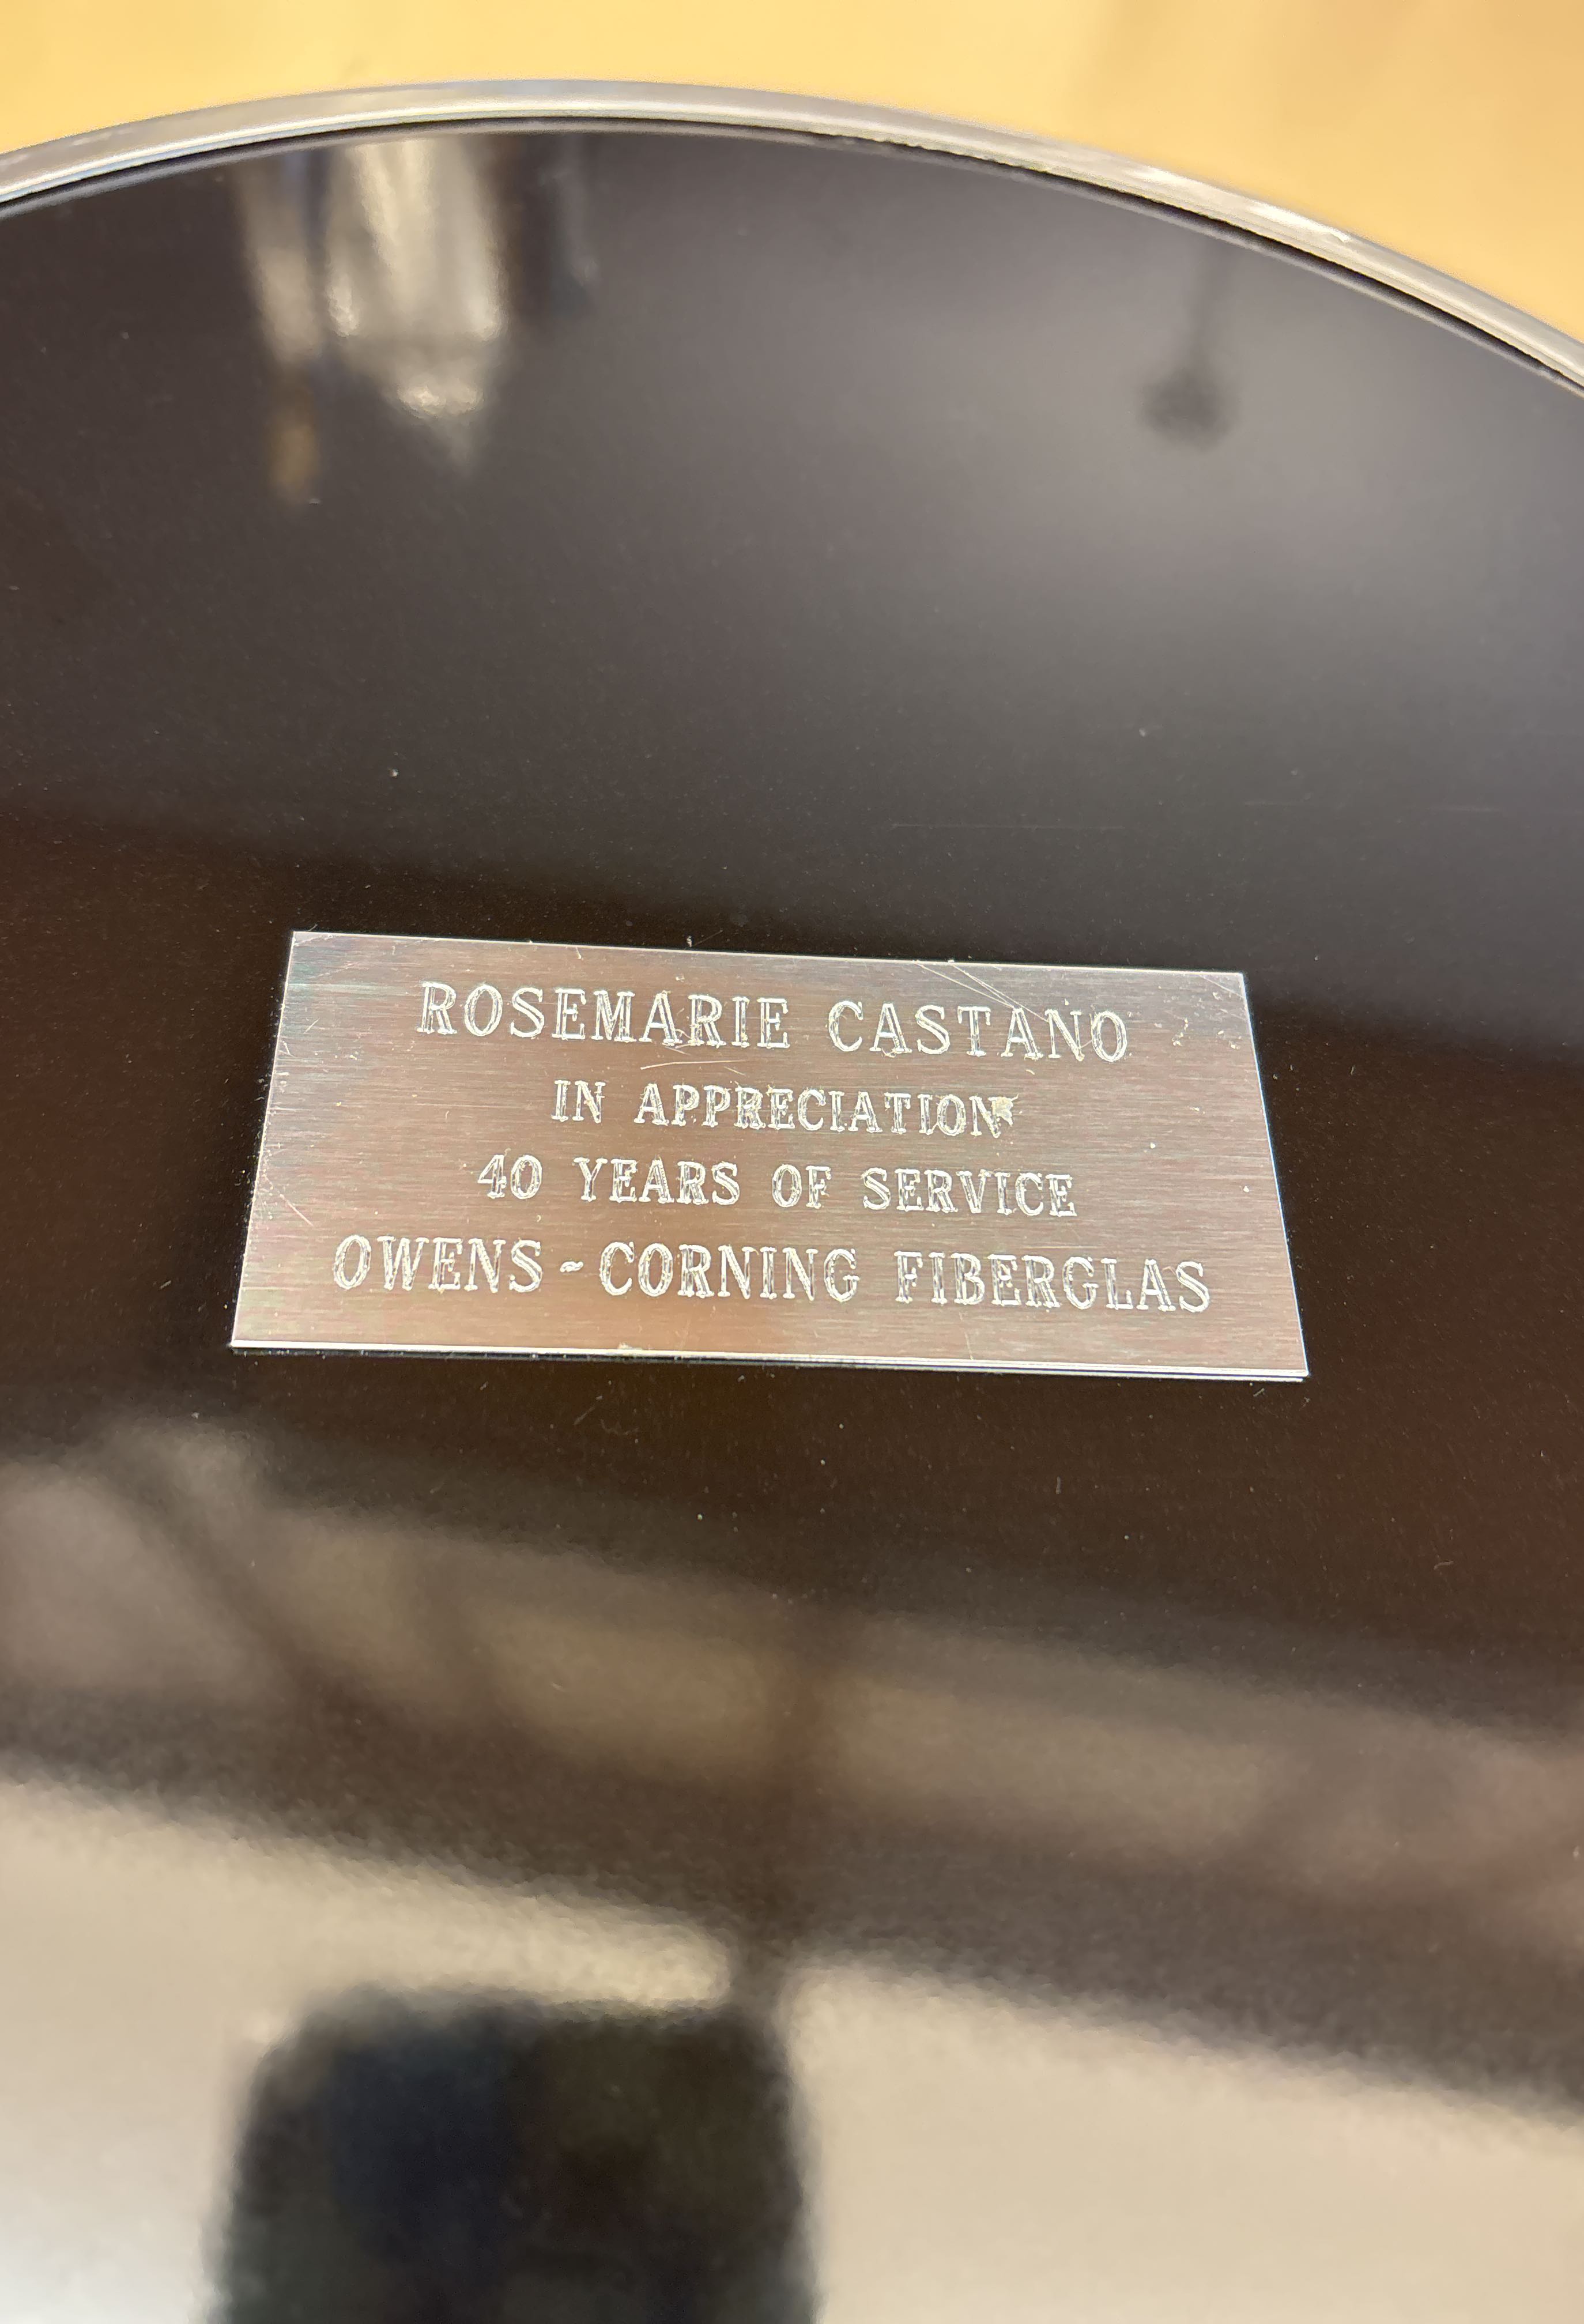 ROSEMARIE CASTANO
IN APPRECIATION
40 YEARS OF SERVICE
OWENS-CORNING FIBERGLAS